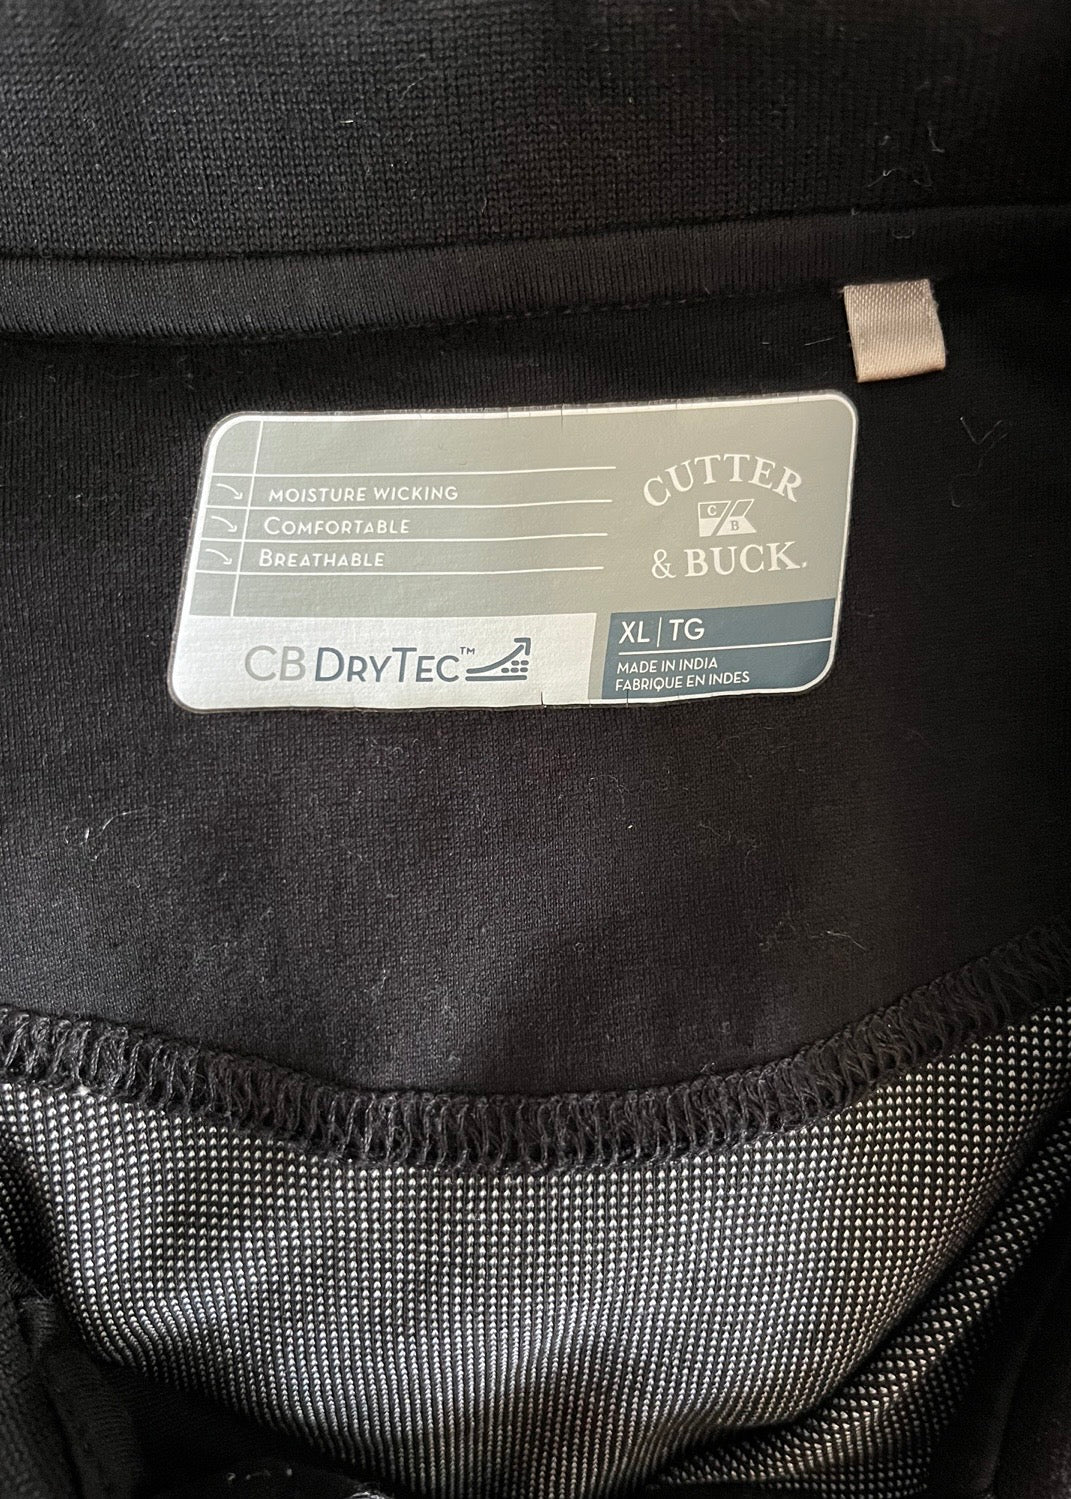 MOISTURE WICKING
COMFORTABLE
BREATHABLE
CUTTER
C B
& BUCK.
CB DRYTEC™
XL | TG
MADE IN INDIA
FABRIQUE EN INDES